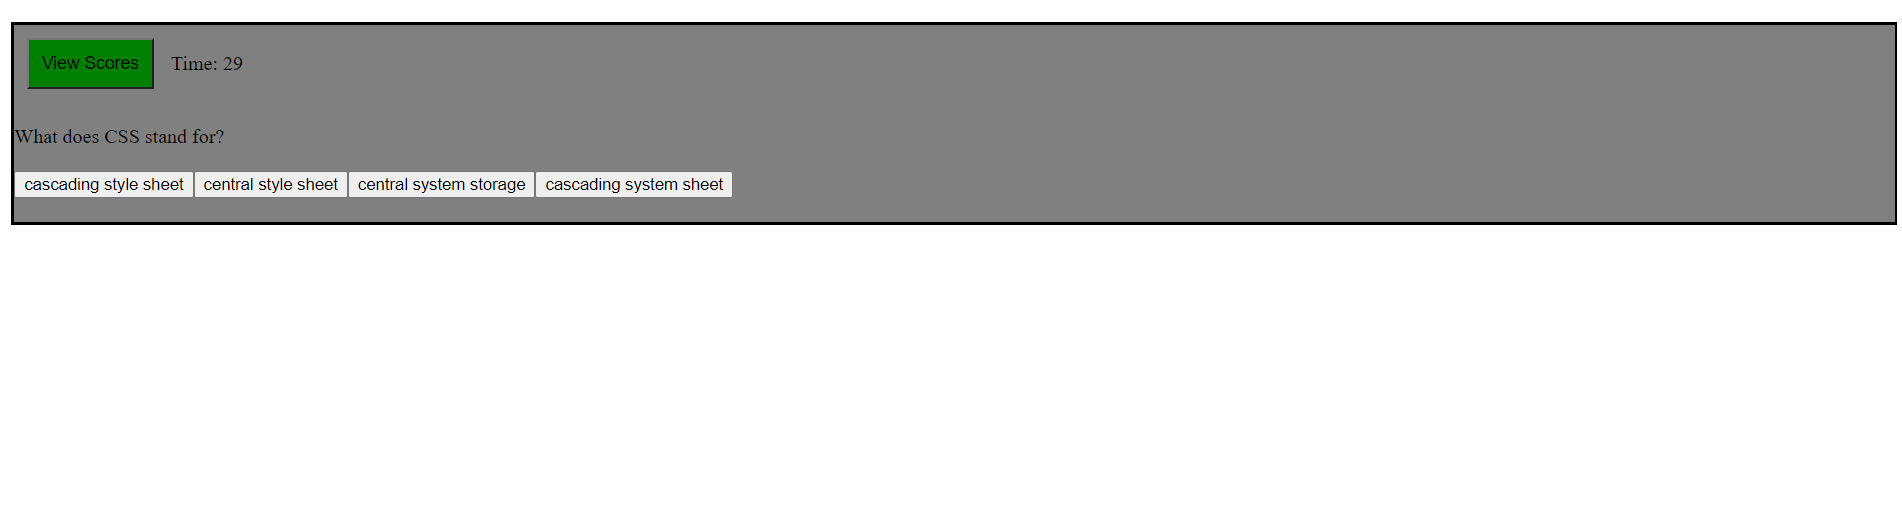 View Scores Time: 29
What does CSS stand for?
cascading style sheet central style sheet central system storage cascading system sheet